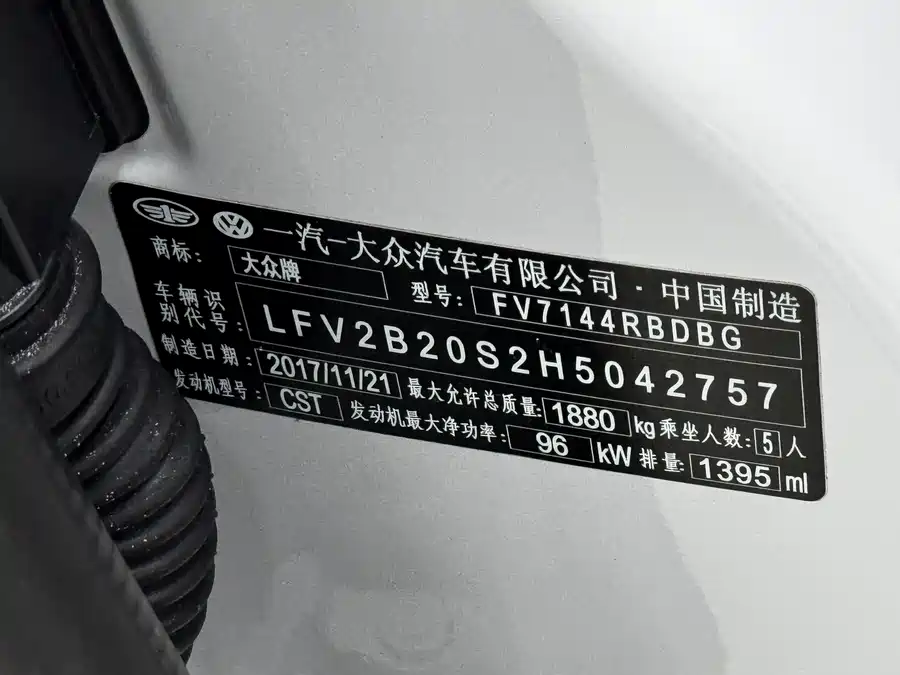 一汽-大众汽车有限公司·中国制造
商标: 大众牌 型号: FV7144RBDBG
车辆识别代号: LFV2B20S2H5042757
制造日期: 2017/11/21 最大允许总质量: 1880 kg 乘坐人数: 5 人
发动机型号: CST 发动机最大净功率: 96 kW 排量: 1395 ml